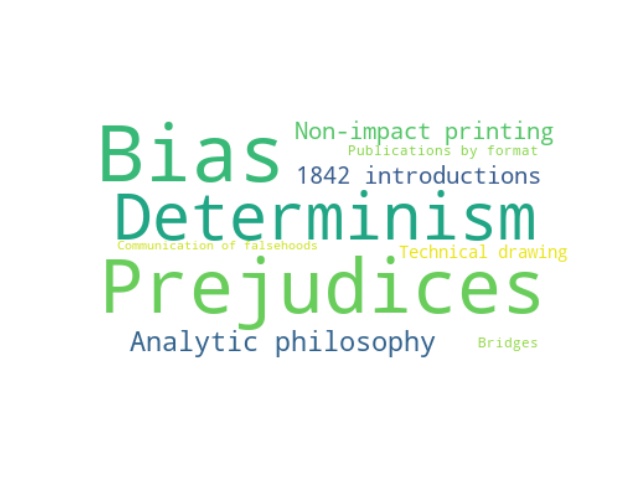 Bias
Non-impact printing
Publications by format
1842 introductions
Determinism
Communication of falsehoods
Technical drawing
Prejudices
Analytic philosophy
Bridges